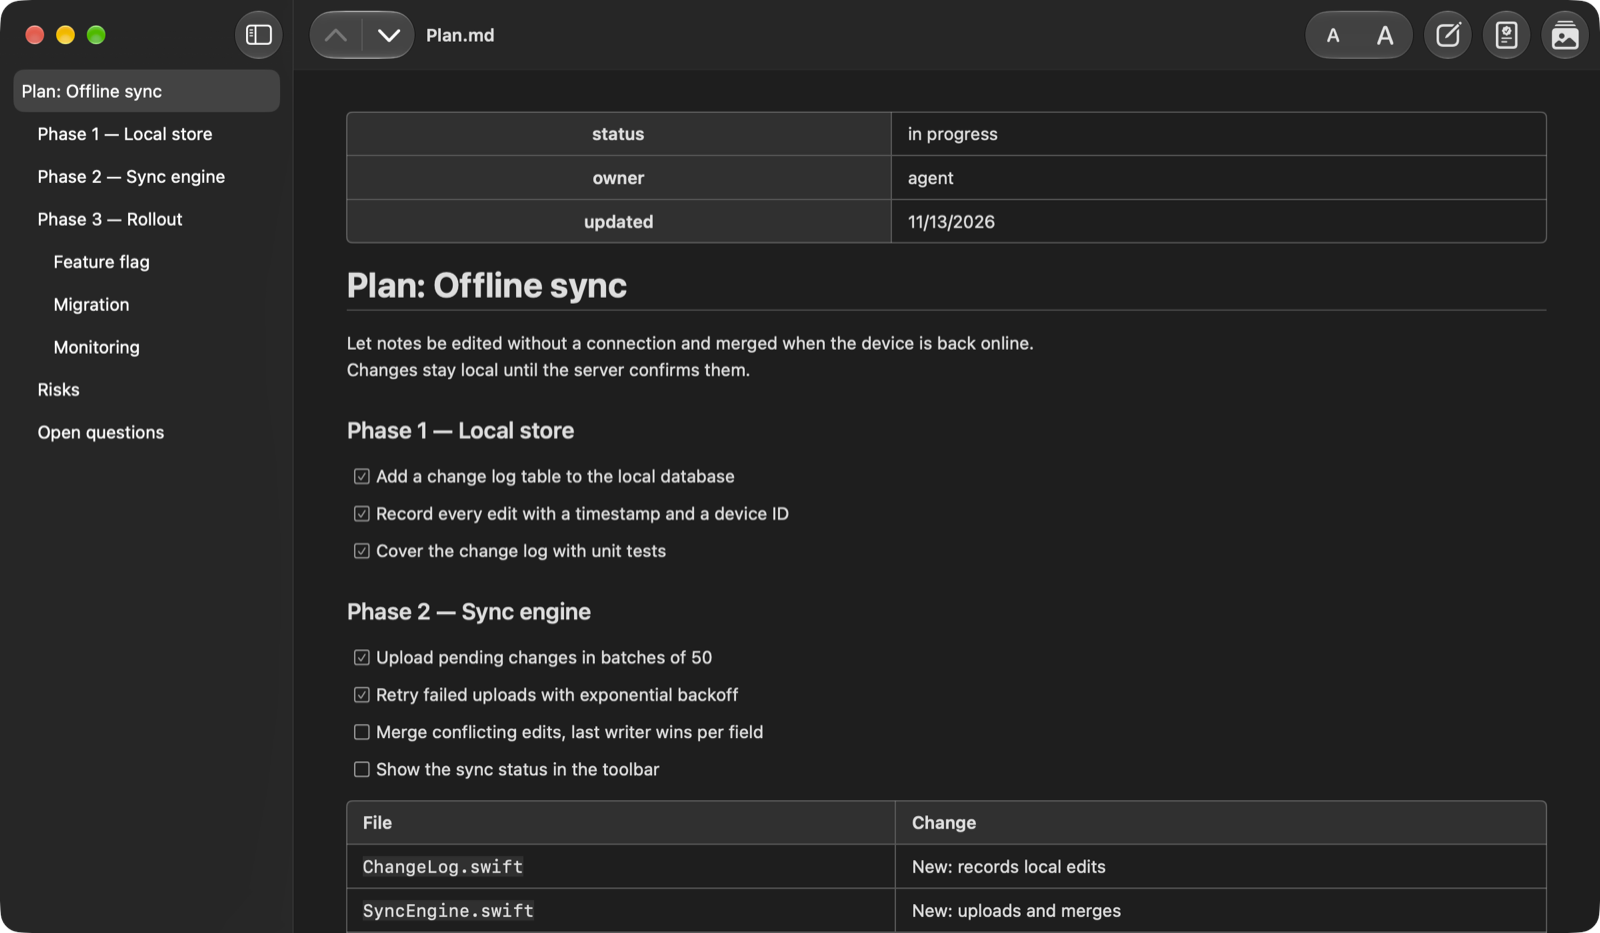 Plan.md
A A
Plan: Offline sync
Phase 1 — Local store
Phase 2 — Sync engine
Phase 3 — Rollout
Feature flag
Migration
Monitoring
Risks
Open questions
status in progress
owner agent
updated 11/13/2026
Plan: Offline sync
Let notes be edited without a connection and merged when the device is back online.
Changes stay local until the server confirms them.
Phase 1 — Local store
Add a change log table to the local database
Record every edit with a timestamp and a device ID
Cover the change log with unit tests
Phase 2 — Sync engine
Upload pending changes in batches of 50
Retry failed uploads with exponential backoff
Merge conflicting edits, last writer wins per field
Show the sync status in the toolbar
File Change
ChangeLog.swift New: records local edits
SyncEngine.swift New: uploads and merges